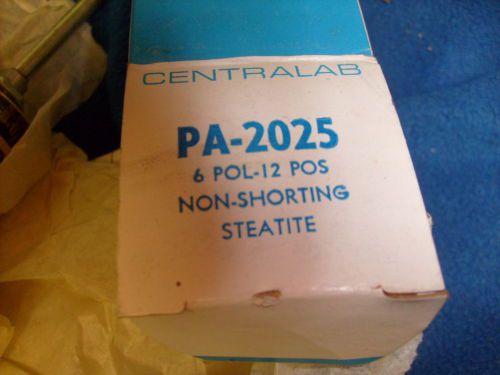 CENTRALAB
PA-2025
6 POL-12 POS
NON-SHORTING
STEATITE